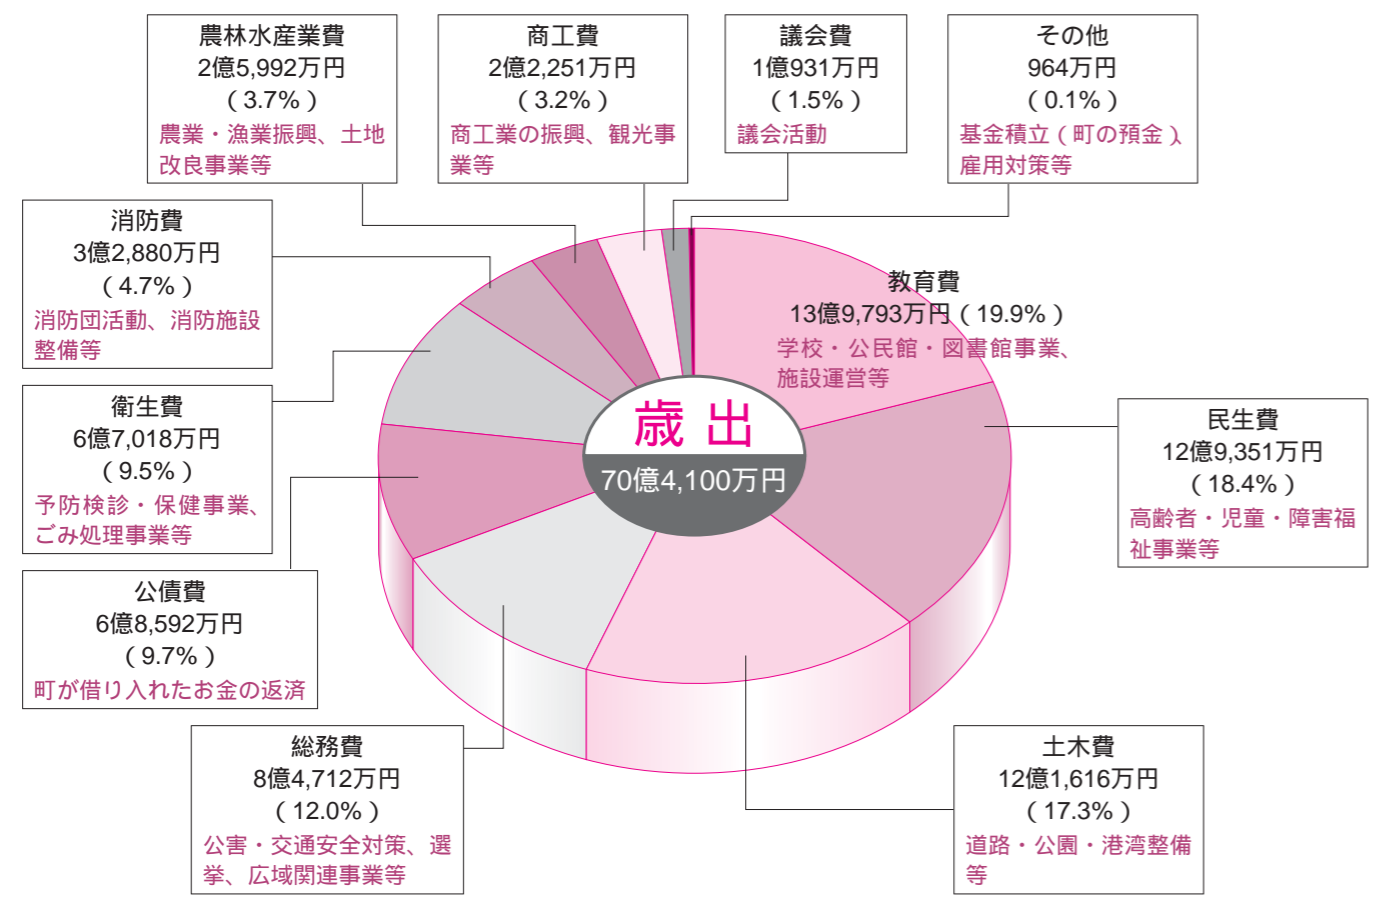 農林水産業費
2億5,992万円
(3.7%)
農業・漁業振興、土地
改良事業等
商工費
2億2,251万円
(3.2%)
商工業の振興、観光事
業等
議会費
1億931万円
(1.5%)
議会活動
その他
964万円
(0.1%)
基金積立(町の預金)、
雇用対策等
消防費
3億2,880万円
(4.7%)
消防団活動、消防施設
整備等
教育費
13億9,793万円(19.9%)
学校・公民館・図書館事業、
施設運営等
衛生費
6億7,018万円
(9.5%)
予防検診・保健事業、
ごみ処理事業等
歳出
70億4,100万円
民生費
12億9,351万円
(18.4%)
高齢者・児童・障害福
祉事業等
公債費
6億8,592万円
(9.7%)
町が借り入れたお金の返済
総務費
8億4,712万円
(12.0%)
公害・交通安全対策、選
挙、広域関連事業等
土木費
12億1,616万円
(17.3%)
道路・公園・港湾整備
等